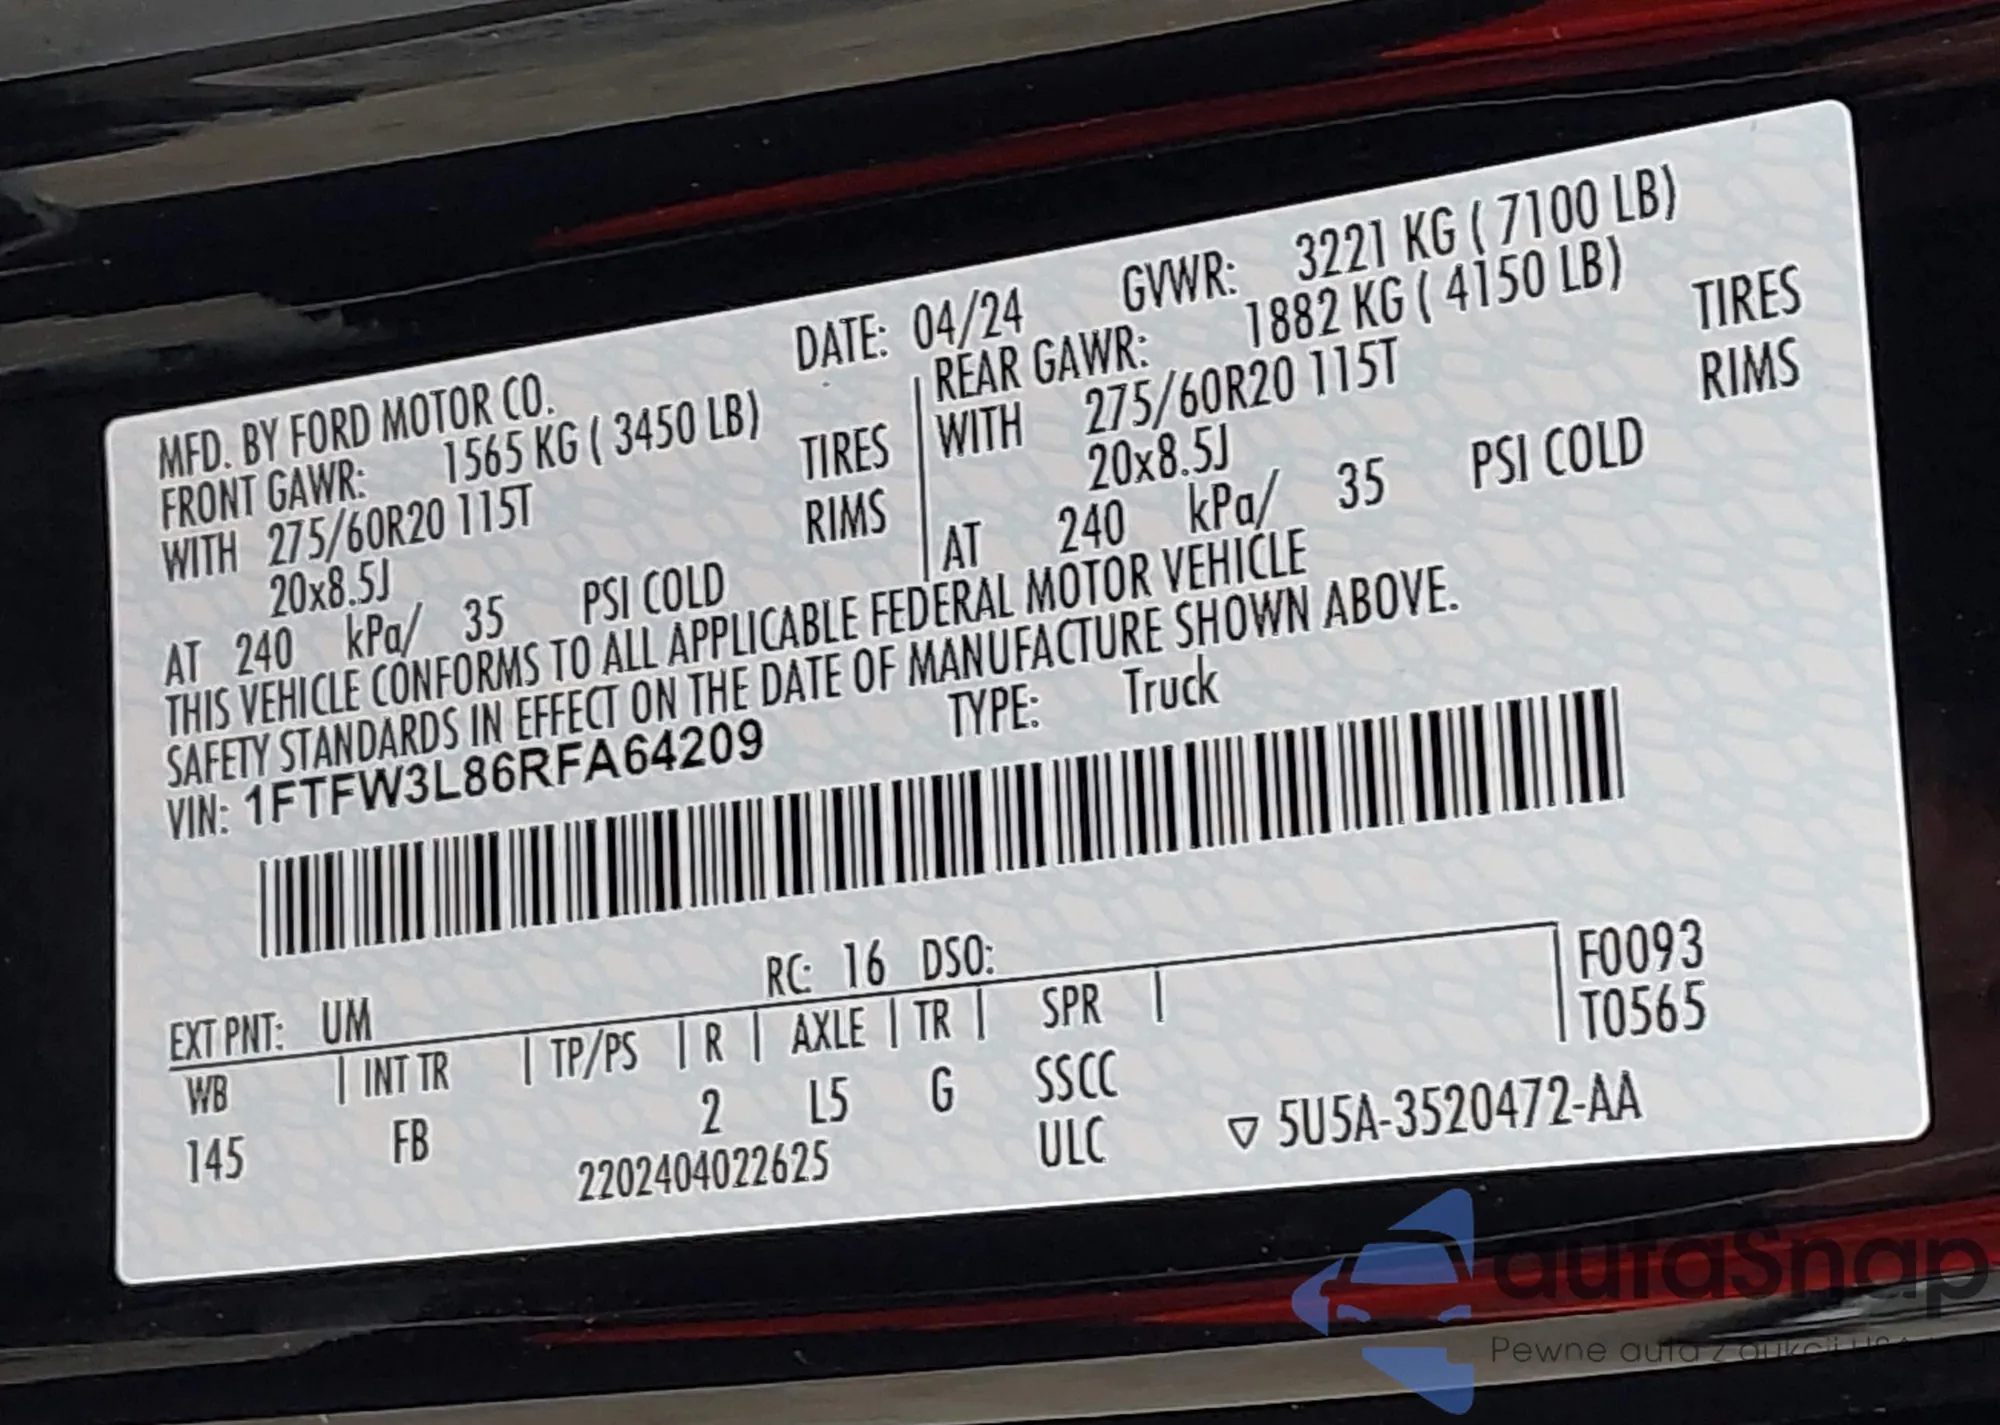 MFD. BY FORD MOTOR CO. DATE: 04/24 GVWR: 3221 KG ( 7100 LB)
FRONT GAWR: 1565 KG ( 3450 LB) REAR GAWR: 1882 KG ( 4150 LB)
WITH 275/60R20 115T TIRES WITH 275/60R20 115T TIRES
20x8.5J RIMS 20x8.5J RIMS
AT 240 kPa/ 35 PSI COLD AT 240 kPa/ 35 PSI COLD
THIS VEHICLE CONFORMS TO ALL APPLICABLE FEDERAL MOTOR VEHICLE
SAFETY STANDARDS IN EFFECT ON THE DATE OF MANUFACTURE SHOWN ABOVE.
VIN: 1FTFW3L86RFA64209 TYPE: Truck
EXT PNT: UM RC: 16 DSO: F0093
WB INT TR TP/PS R AXLE TR SPR T0565
145 FB 2 L5 G SSCC
2202404022625 ULC ▽ 5U5A-3520472-AA
autaSnap
Pewne auta z aukcji USA